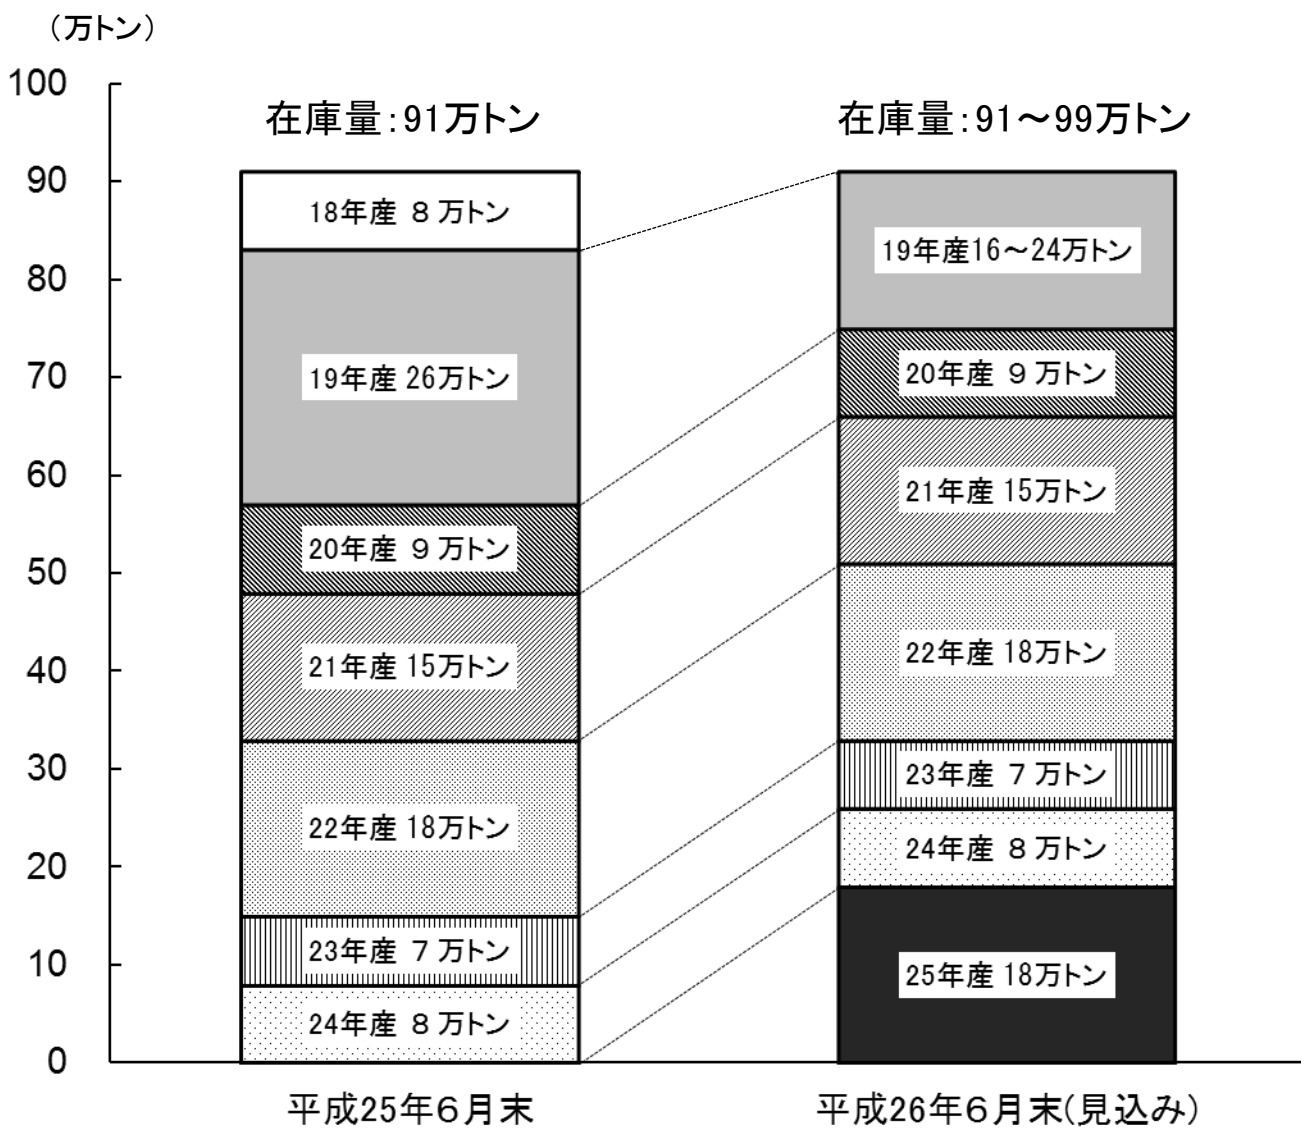 （万トン）
100
90
80
70
60
50
40
30
20
10
0
在庫量：91万トン
18年産 ８万トン
19年産 26万トン
20年産 ９万トン
21年産 15万トン
22年産 18万トン
23年産 ７万トン
24年産 ８万トン
平成25年６月末
在庫量：91～99万トン
19年産16～24万トン
20年産 ９万トン
21年産 15万トン
22年産 18万トン
23年産 ７万トン
24年産 ８万トン
25年産 18万トン
平成26年６月末(見込み)